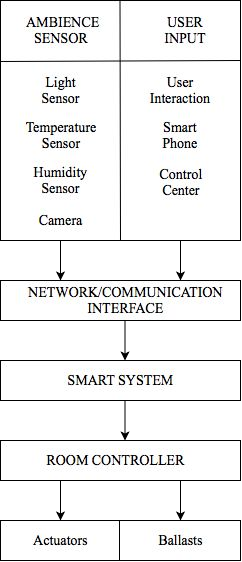 AMBIENCE
SENSOR
USER
INPUT
Light
Sensor
Temperature
Sensor
Humidity
Sensor
Camera
User
Interaction
Smart
Phone
Control
Center
NETWORK/COMMUNICATION
INTERFACE
SMART SYSTEM
ROOM CONTROLLER
Actuators
Ballasts